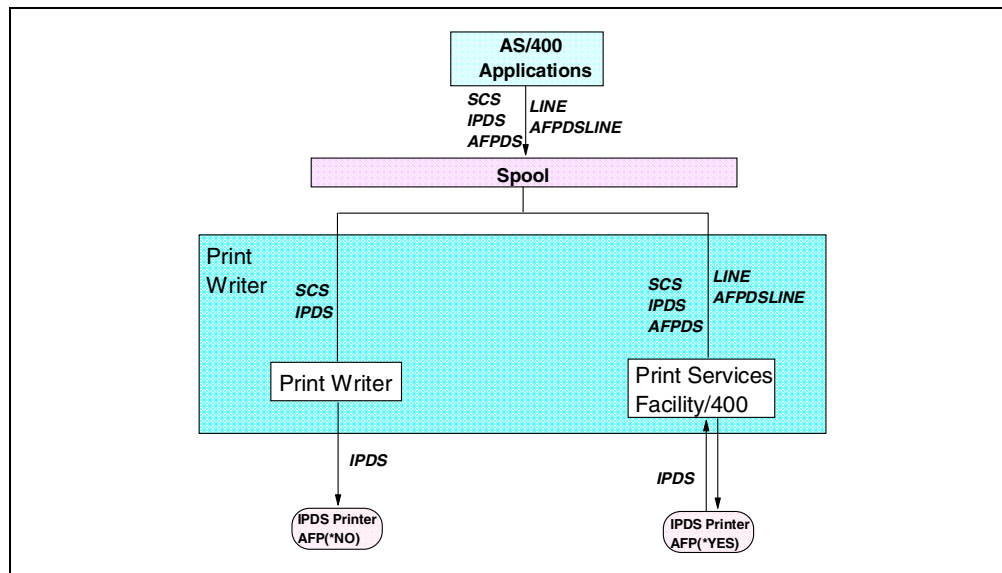 AS/400
Applications
SCS
IPDS
AFPDS
LINE
AFPDSLINE
Spool
Print
Writer
SCS
IPDS
SCS
IPDS
AFPDS
LINE
AFPDSLINE
Print Writer
Print Services
Facility/400
IPDS
IPDS
IPDS Printer
AFP(*NO)
IPDS Printer
AFP(*YES)